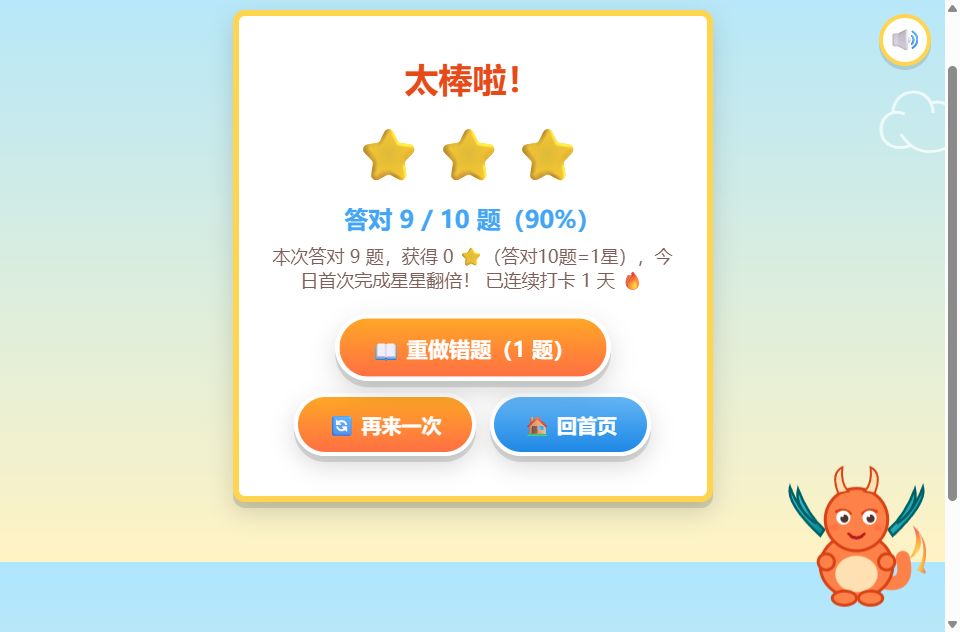 太棒啦！
答对 9 / 10 题（90%）
本次答对 9 题，获得 0 ⭐（答对10题=1星），今
日首次完成星星翻倍！ 已连续打卡 1 天 🔥
📖 重做错题（1 题）
🔄 再来一次
🏠 回首页